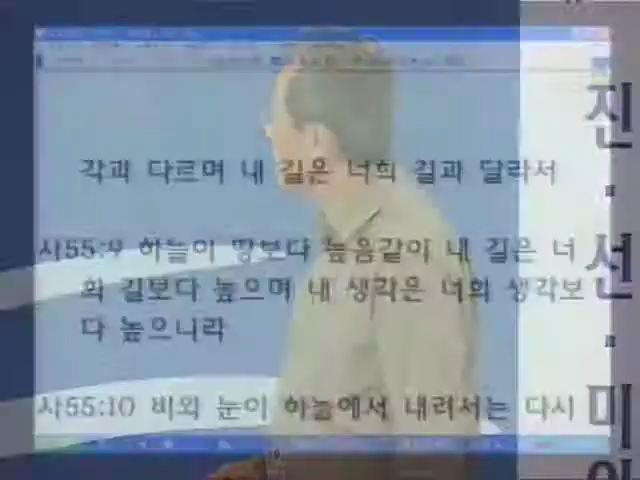 각과 다르며 내 길은 너희 길과 달라서
사55:9 하늘이 땅보다 높음같이 내 길은 너
희 길보다 높으며 내 생각은 너희 생각보
다 높으니라
사55:10 비와 눈이 하늘에서 내려서는 다시
진·선·미